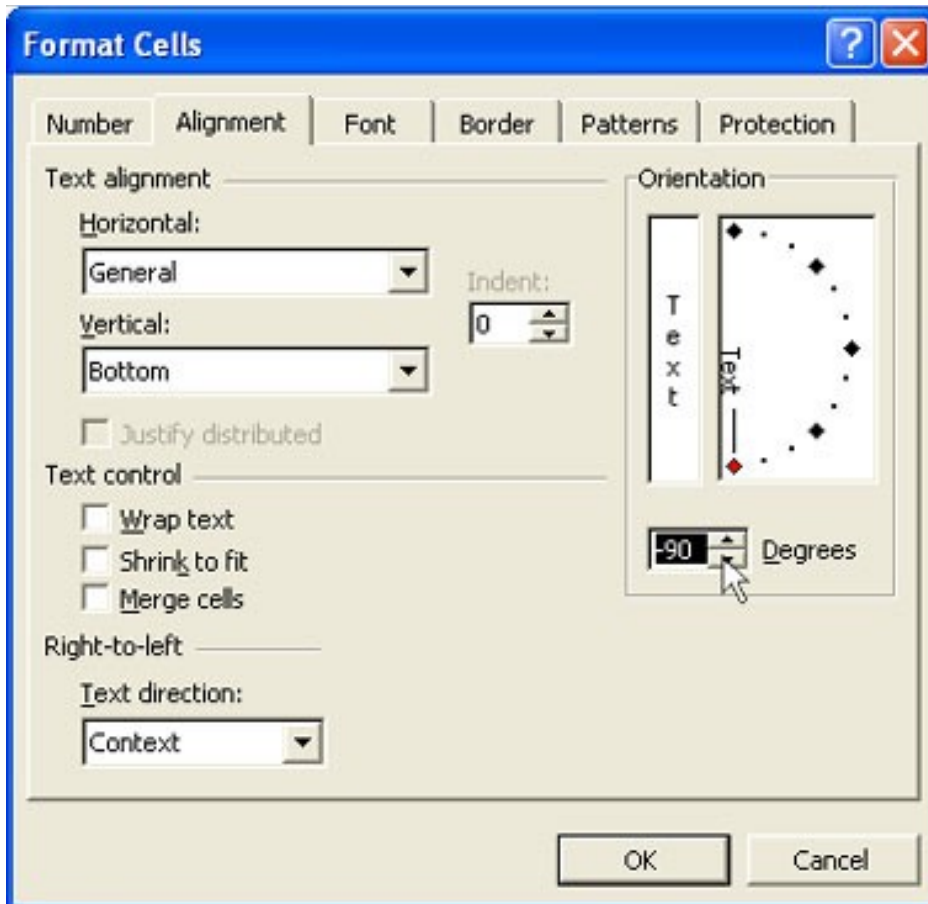 Format Cells
Number Alignment Font Border Patterns Protection
Text alignment
Horizontal:
General
Indent:
0
Vertical:
Bottom
Justify distributed
Text control
Wrap text
Shrink to fit
Merge cells
Right-to-left
Text direction:
Context
Orientation
Text
Text
-90 Degrees
OK Cancel